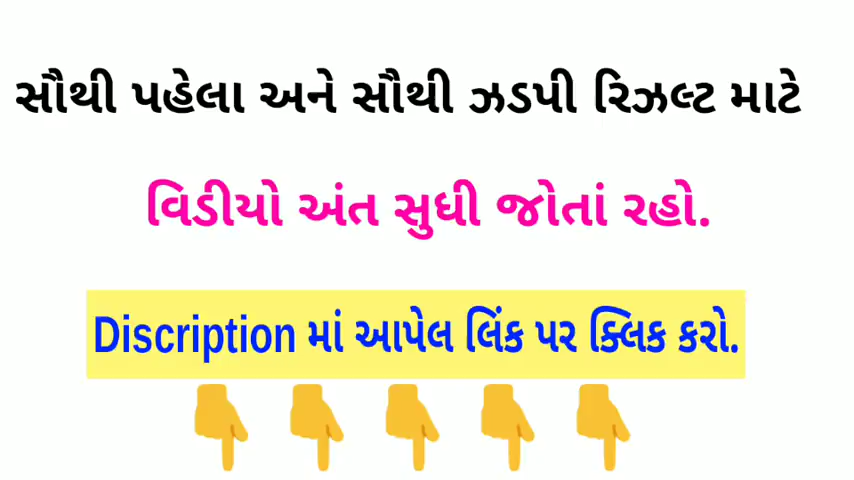 સૌથી પહેલા અને સૌથી ઝડપી રિઝલ્ટ માટે
વિડીયો અંત સુધી જોતાં રહો.
Discription માં આપેલ લિંક પર ક્લિક કરો.